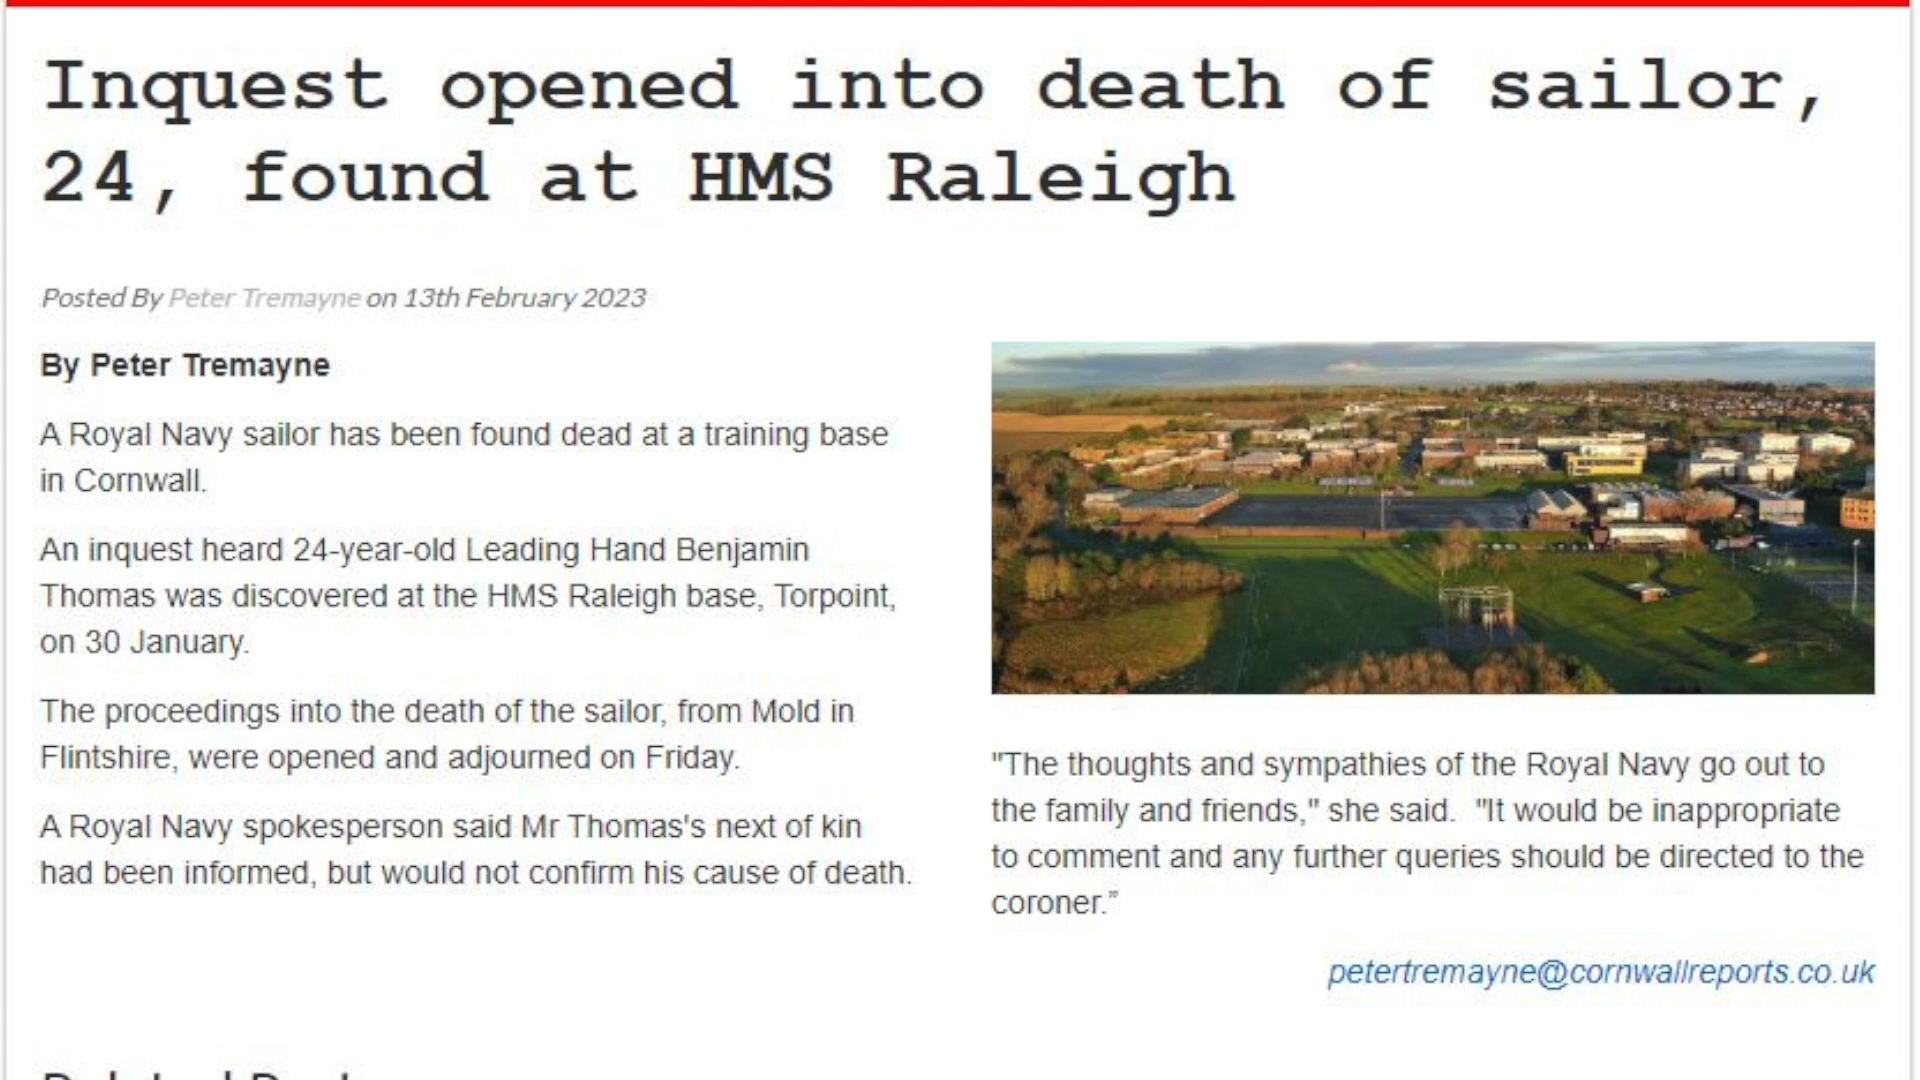 Inquest opened into death of sailor,
24, found at HMS Raleigh
Posted By Peter Tremayne on 13th February 2023
By Peter Tremayne
A Royal Navy sailor has been found dead at a training base
in Cornwall.
An inquest heard 24-year-old Leading Hand Benjamin
Thomas was discovered at the HMS Raleigh base, Torpoint,
on 30 January.
The proceedings into the death of the sailor, from Mold in
Flintshire, were opened and adjourned on Friday.
A Royal Navy spokesperson said Mr Thomas's next of kin
had been informed, but would not confirm his cause of death.
"The thoughts and sympathies of the Royal Navy go out to
the family and friends," she said.  "It would be inappropriate
to comment and any further queries should be directed to the
coroner.”
petertremayne@cornwallreports.co.uk